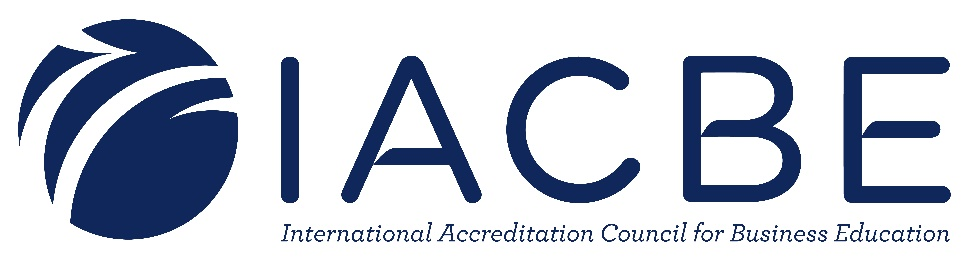 IACBE
International Accreditation Council for Business Education